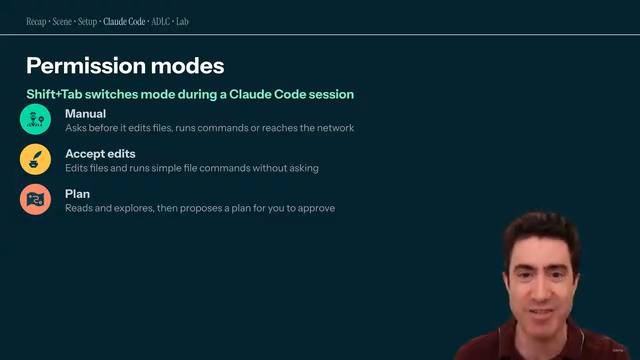 Recap • Scene • Setup • Claude Code • ADLC • Lab
Permission modes
Shift+Tab switches mode during a Claude Code session
Manual
Asks before it edits files, runs commands or reaches the network
Accept edits
Edits files and runs simple file commands without asking
Plan
Reads and explores, then proposes a plan for you to approve